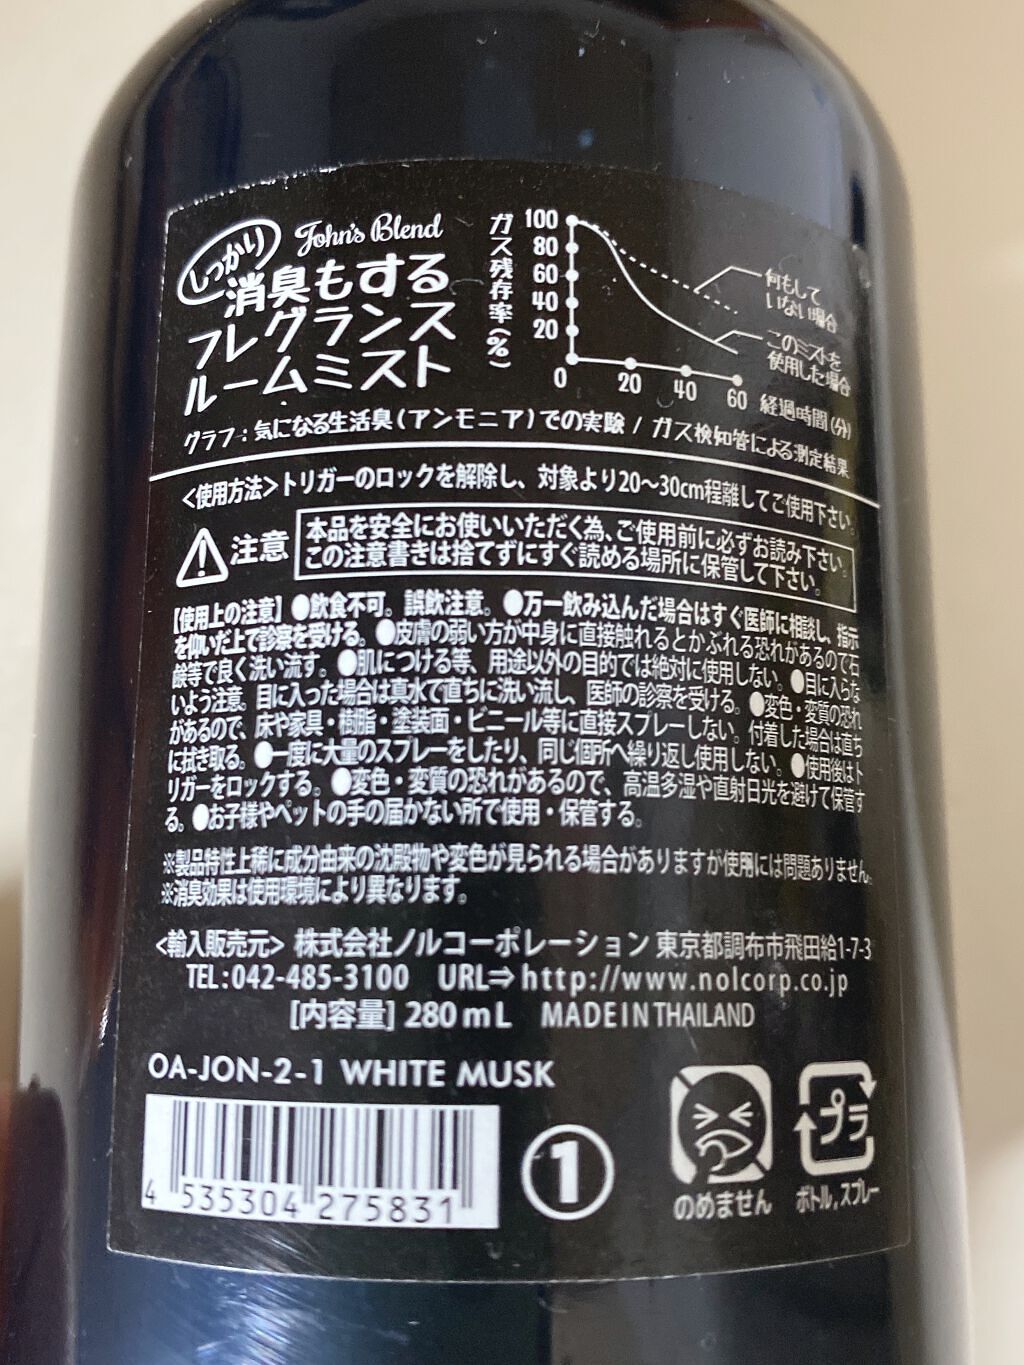 しっかり
John's Blend
消臭もする
フレグランス
ルームミスト
ガス残存率(%)
100
80
60
40
20
0
20
40
60
経過時間(分)
何もして
いない場合
このミストを
使用した場合
グラフ:気になる生活臭(アンモニア)での実験 / ガス検知管による測定結果
<使用方法>トリガーのロックを解除し、対象より20～30cm程離してご使用下さい。
注意
本品を安全にお使いいただく為、ご使用前に必ずお読み下さい。
この注意書きは捨てずにすぐ読める場所に保管して下さい。
【使用上の注意】●飲食不可。誤飲注意。●万一飲み込んだ場合はすぐ医師に相談し、指示
を仰いだ上で診察を受ける。●皮膚の弱い方が中身に直接触れるとかぶれる恐れがあるので石
鹸等で良く洗い流す。●肌につける等、用途以外の目的では絶対に使用しない。●目に入らな
いよう注意。目に入った場合は真水で直ちに洗い流し、医師の診察を受ける。●変色・変質の恐れ
があるので、床や家具・樹脂・塗装面・ビニール等に直接スプレーしない。付着した場合は直ち
に拭き取る。●一度に大量のスプレーをしたり、同じ個所へ繰り返し使用しない。●使用後はト
リガーをロックする。●変色・変質の恐れがあるので、高温多湿や直射日光を避けて保管す
る。●お子様やペットの手の届かない所で使用・保管する。
※製品特性上稀に成分由来の沈殿物や変色が見られる場合がありますが使用には問題ありません。
※消臭効果は使用環境により異なります。
<輸入販売元> 株式会社ノルコーポレーション 東京都調布市飛田給1-7-3
TEL:042-485-3100 URL⇒http://www.nolcorp.co.jp
[内容量] 280mL MADE IN THAILAND
OA-JON-2-1 WHITE MUSK
4 535304 275831
1
のめません
プラ
ボトル,スプレー